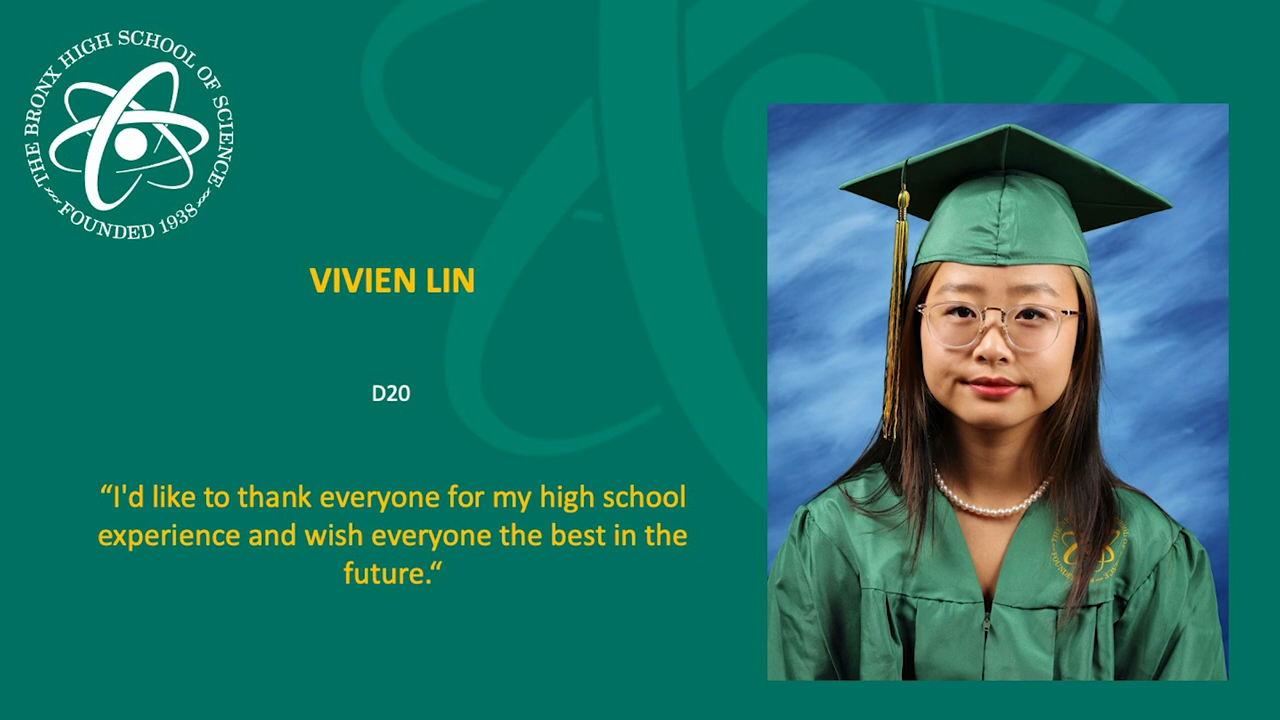 THE BRONX HIGH SCHOOL OF SCIENCE
FOUNDED 1938
VIVIEN LIN
D20
“I'd like to thank everyone for my high school
experience and wish everyone the best in the
future.“